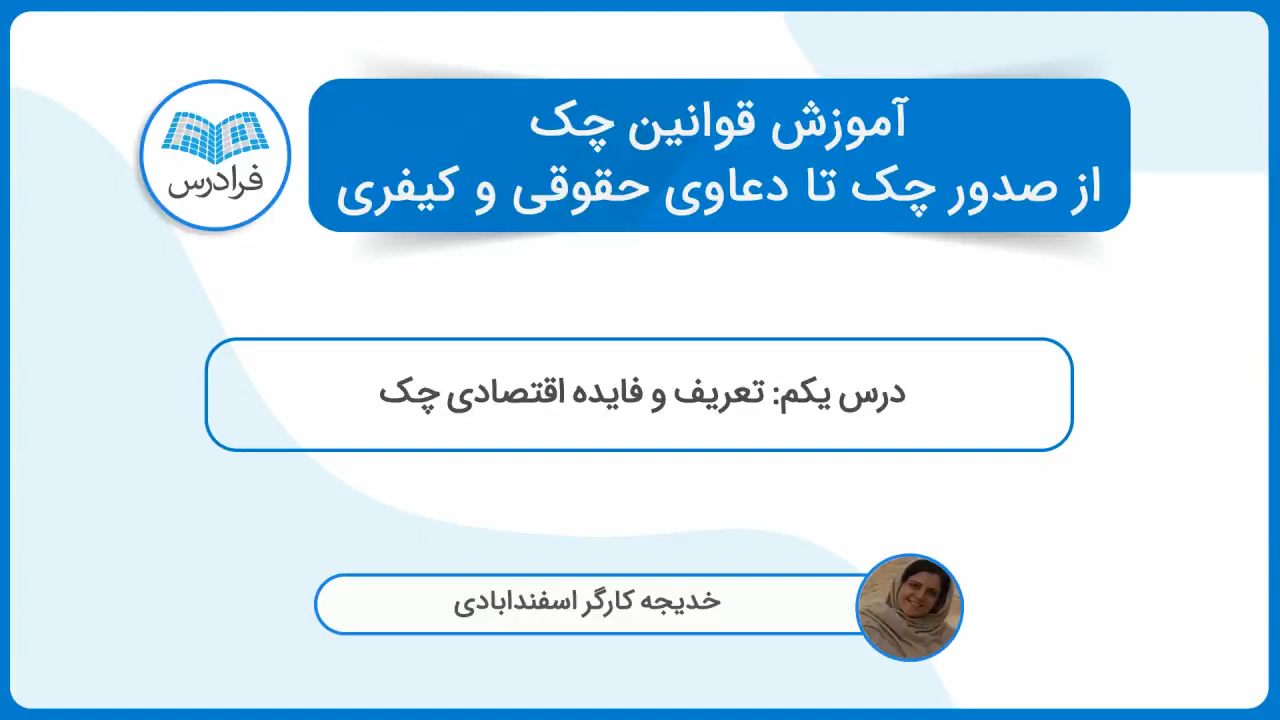 آموزش قوانین چک
از صدور چک تا دعاوی حقوقی و کیفری
فرادرس
درس یکم: تعریف و فایده اقتصادی چک
خدیجه کارگر اسفندابادی